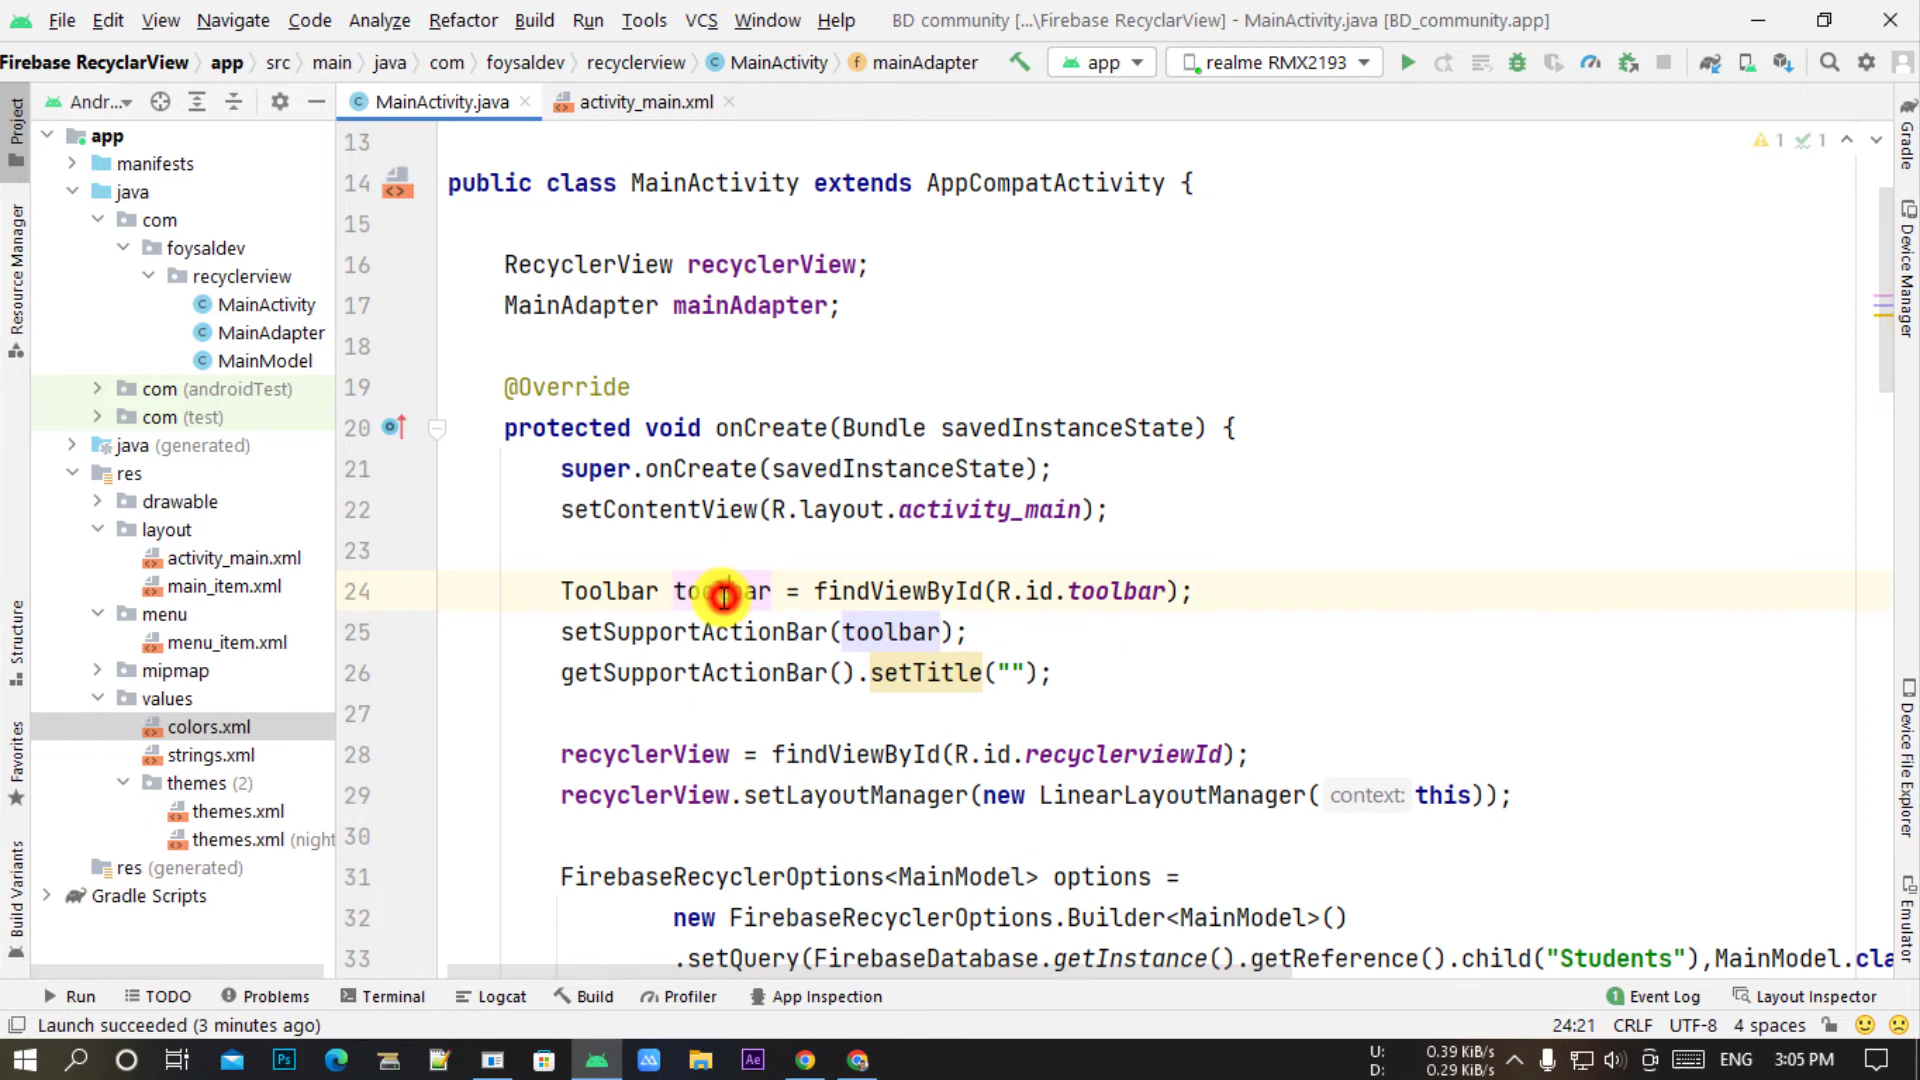 File Edit View Navigate Code Analyze Refactor Build Run Tools VCS Window Help BD community [...\Firebase RecyclarView] - MainActivity.java [BD_community.app]
Firebase RecyclarView app src main java com foysaldev recyclerview MainActivity mainAdapter app realme RMX2193
Andr... MainActivity.java activity_main.xml
Project
Resource Manager
Structure
Favorites
Build Variants
app
manifests
java
com
foysaldev
recyclerview
MainActivity
MainAdapter
MainModel
com (androidTest)
com (test)
java (generated)
res
drawable
layout
activity_main.xml
main_item.xml
menu
menu_item.xml
mipmap
values
colors.xml
strings.xml
themes (2)
themes.xml
themes.xml (night
res (generated)
Gradle Scripts
1 1
13
14 public class MainActivity extends AppCompatActivity {
15
16 RecyclerView recyclerView;
17 MainAdapter mainAdapter;
18
19 @Override
20 protected void onCreate(Bundle savedInstanceState) {
21 super.onCreate(savedInstanceState);
22 setContentView(R.layout.activity_main);
23
24 Toolbar toolbar = findViewById(R.id.toolbar);
25 setSupportActionBar(toolbar);
26 getSupportActionBar().setTitle("");
27
28 recyclerView = findViewById(R.id.recyclerviewId);
29 recyclerView.setLayoutManager(new LinearLayoutManager( context: this));
30
31 FirebaseRecyclerOptions<MainModel> options =
32 new FirebaseRecyclerOptions.Builder<MainModel>()
33 .setQuery(FirebaseDatabase.getInstance().getReference().child("Students"),MainModel.cla
Gradle
Device Manager
Device File Explorer
Emulator
Run TODO Problems Terminal Logcat Build Profiler App Inspection 1 Event Log Layout Inspector
Launch succeeded (3 minutes ago) 24:21 CRLF UTF-8 4 spaces
Ps Ae U: 0.39 KiB/s ENG 3:05 PM
D: 0.29 KiB/s